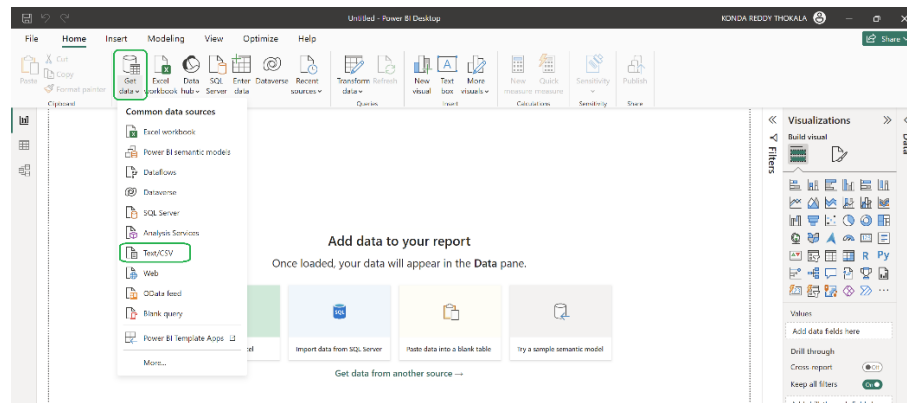 Untitled - Power BI Desktop
KONDA REDDY THOKALA
File Home Insert Modeling View Optimize Help
Share
Paste
Cut
Copy
Format painter
Get data
Excel workbook
Data hub
SQL Server
Enter data
Dataverse
Recent sources
Transform data
Refresh
New visual
Text box
More visuals
New measure
Quick measure
Sensitivity
Publish
Clipboard
Queries
Insert
Calculations
Sensitivity
Share
Common data sources
Excel workbook
Power BI semantic models
Dataflows
Dataverse
SQL Server
Analysis Services
Text/CSV
Web
OData feed
Blank query
Power BI Template Apps
More...
Add data to your report
Once loaded, your data will appear in the Data pane.
SQL
Import data from SQL Server
Paste data into a blank table
Try a sample semantic model
Get data from another source →
Filters
Visualizations
Data
Build visual
R Py
Values
Add data fields here
Drill through
Cross-report
Off
Keep all filters
On